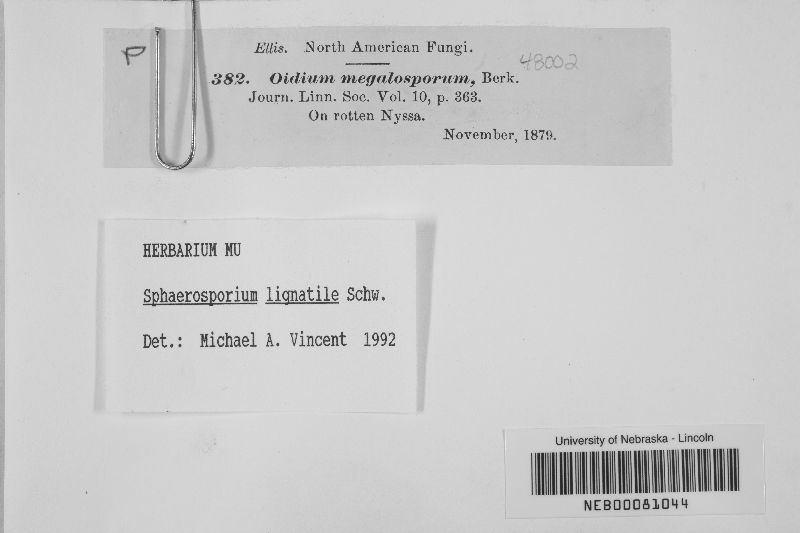 P
Ellis. North American Fungi.
48002
382. Oidium megalosporum, Berk.
Journ. Linn. Soc. Vol. 10, p. 363.
On rotten Nyssa.
November, 1879.
HERBARIUM MU
Sphaerosporium lignatile Schw.
Det.: Michael A. Vincent 1992
University of Nebraska - Lincoln
NEB00081044